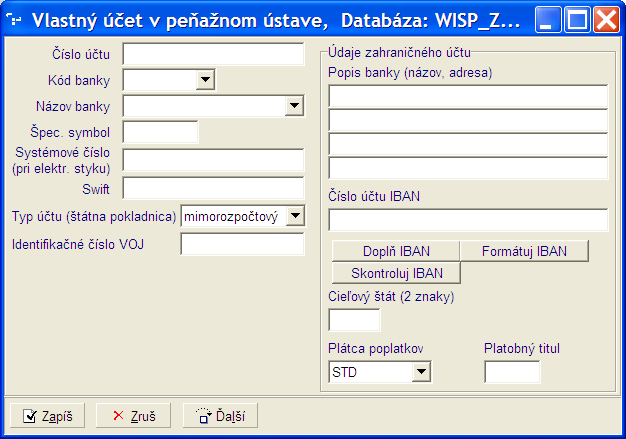 Vlastný účet v peňažnom ústave,  Databáza: WISP_Z...
Číslo účtu
Kód banky
Názov banky
Špec. symbol
Systémové číslo
(pri elektr. styku)
Swift
Typ účtu (štátna pokladnica) mimorozpočtový
Identifikačné číslo VOJ
Údaje zahraničného účtu
Popis banky (názov, adresa)
Číslo účtu IBAN
Doplň IBAN Formátuj IBAN
Skontroluj IBAN
Cieľový štát (2 znaky)
Plátca poplatkov Platobný titul
STD
Zapíš Zruš Ďalší